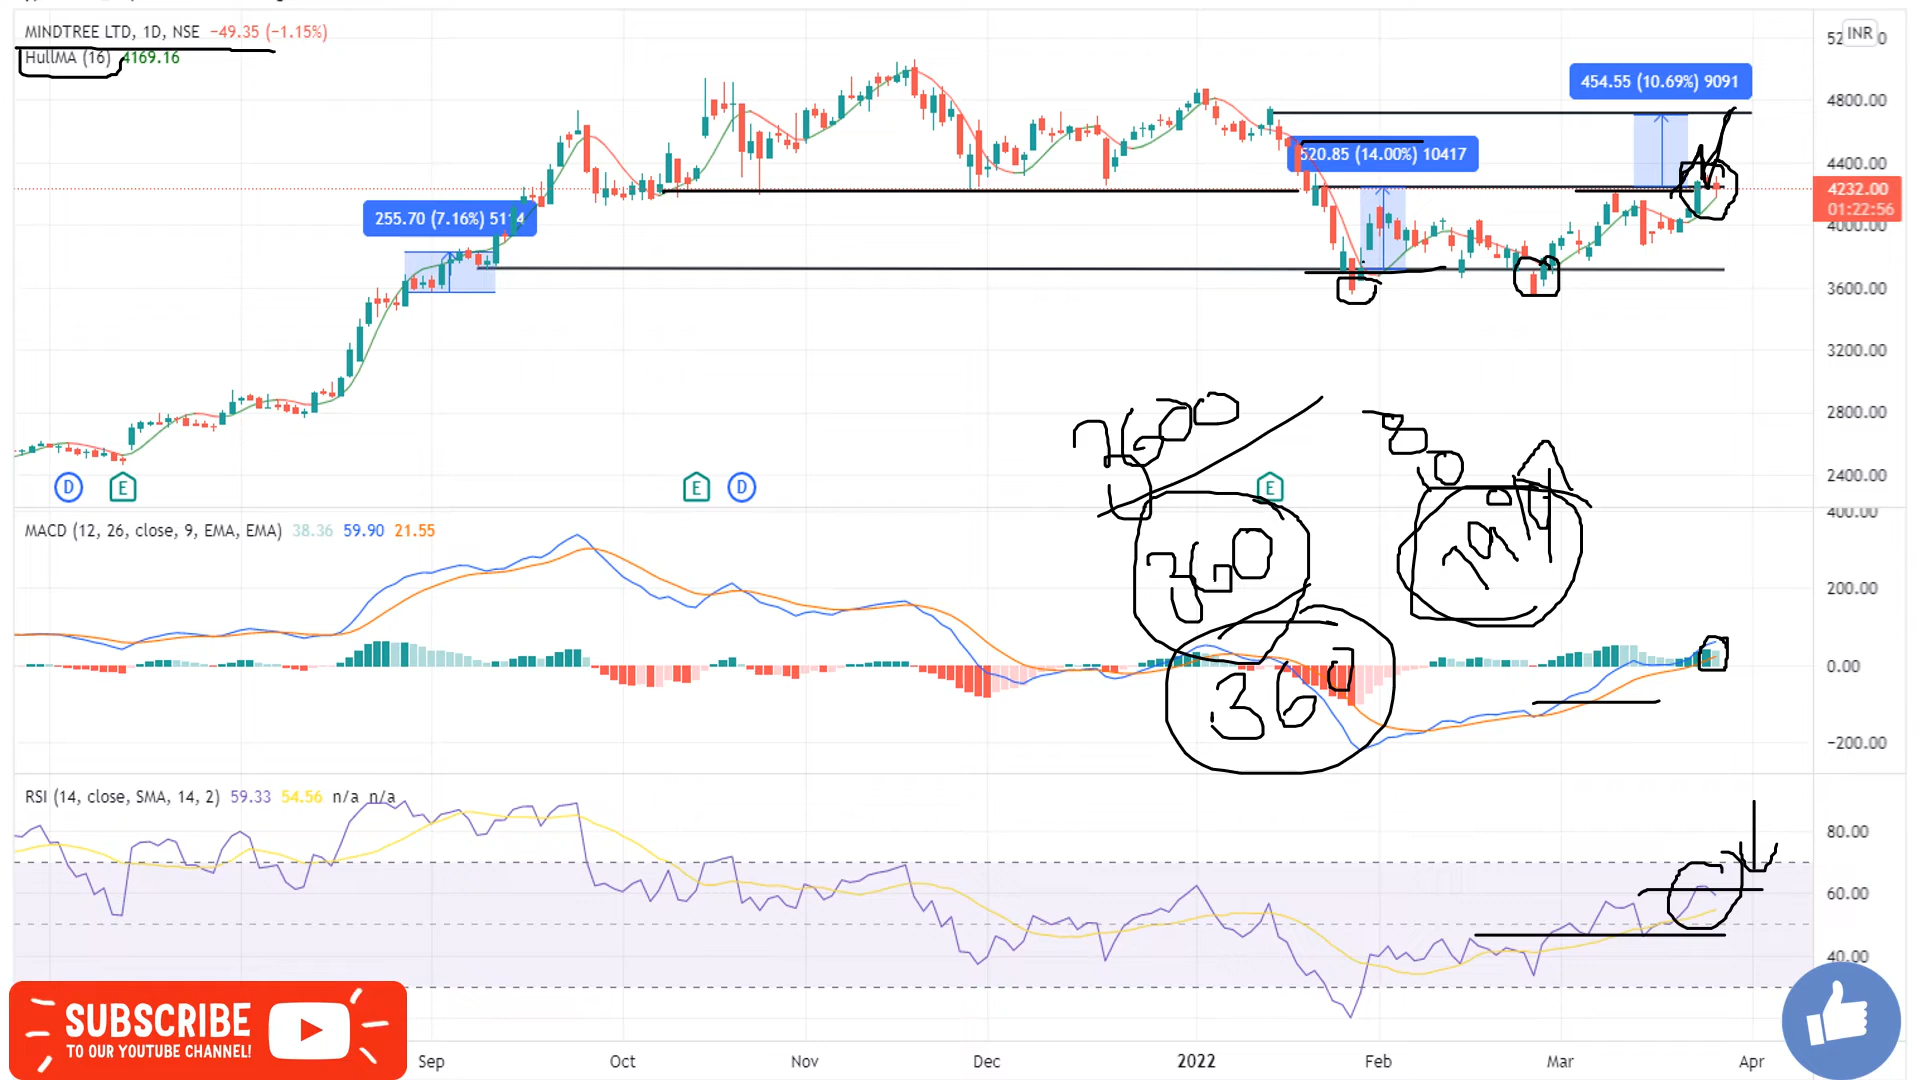 MINDTREE LTD, 1D, NSE −49.35 (−1.15%)
HullMA (16) 4169.16
INR
454.55 (10.69%) 9091
4800.00
520.85 (14.00%) 10417
4400.00
4232.00
01:22:56
255.70 (7.16%) 5114
4000.00
3600.00
3200.00
2800.00
2400.00
D
E
E
D
E
MACD (12, 26, close, 9, EMA, EMA) 38.36 59.90 21.55
400.00
200.00
0.00
−200.00
360
RSI (14, close, SMA, 14, 2) 59.33 54.56 n/a n/a
80.00
60.00
40.00
SUBSCRIBE
TO OUR YOUTUBE CHANNEL!
Sep Oct Nov Dec 2022 Feb Mar Apr